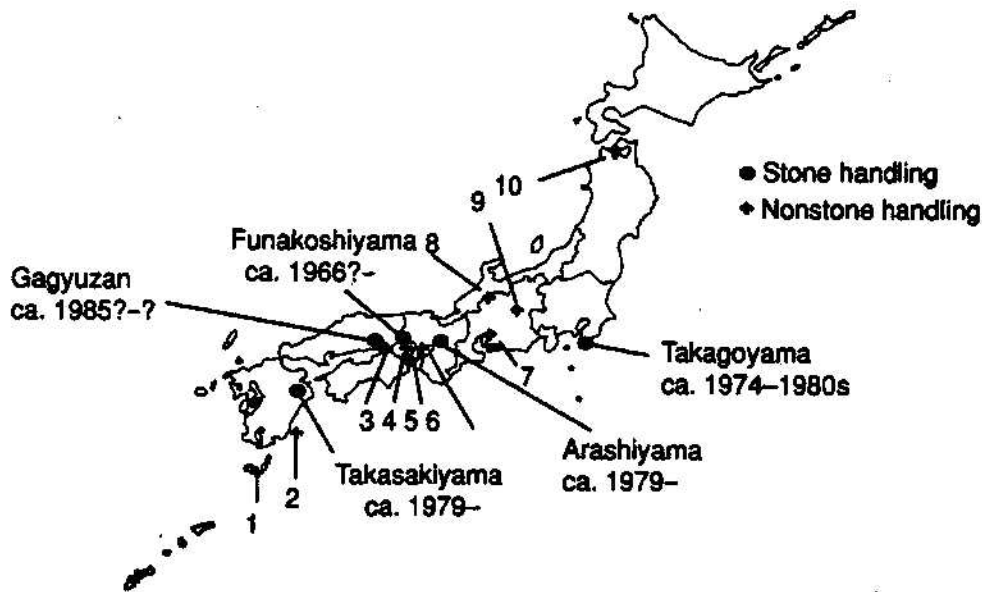 10
● Stone handling
9
✦ Nonstone handling
Funakoshiyama 8
ca. 1966?-
Gagyuzan
ca. 1985?-?
Takagoyama
ca. 1974–1980s
7
3 4 5 6
Arashiyama
ca. 1979–
Takasakiyama
ca. 1979–
2
1